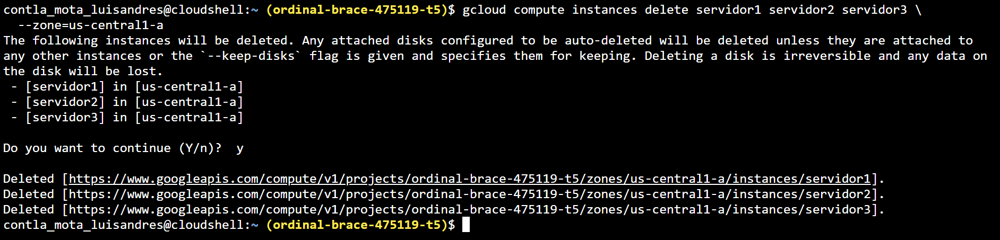 contla_mota_luisandres@cloudshell:~ (ordinal-brace-475119-t5)$ gcloud compute instances delete servidor1 servidor2 servidor3 \
  --zone=us-central1-a
The following instances will be deleted. Any attached disks configured to be auto-deleted will be deleted unless they are attached to
any other instances or the `--keep-disks` flag is given and specifies them for keeping. Deleting a disk is irreversible and any data on
the disk will be lost.
 - [servidor1] in [us-central1-a]
 - [servidor2] in [us-central1-a]
 - [servidor3] in [us-central1-a]
Do you want to continue (Y/n)?  y
Deleted [https://www.googleapis.com/compute/v1/projects/ordinal-brace-475119-t5/zones/us-central1-a/instances/servidor1].
Deleted [https://www.googleapis.com/compute/v1/projects/ordinal-brace-475119-t5/zones/us-central1-a/instances/servidor2].
Deleted [https://www.googleapis.com/compute/v1/projects/ordinal-brace-475119-t5/zones/us-central1-a/instances/servidor3].
contla_mota_luisandres@cloudshell:~ (ordinal-brace-475119-t5)$